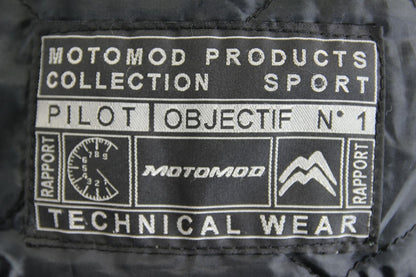 MOTOMOD PRODUCTS
COLLECTION SPORT
PILOT OBJECTIF N° 1
RAPPORT MOTOMOD RAPPORT
TECHNICAL WEAR